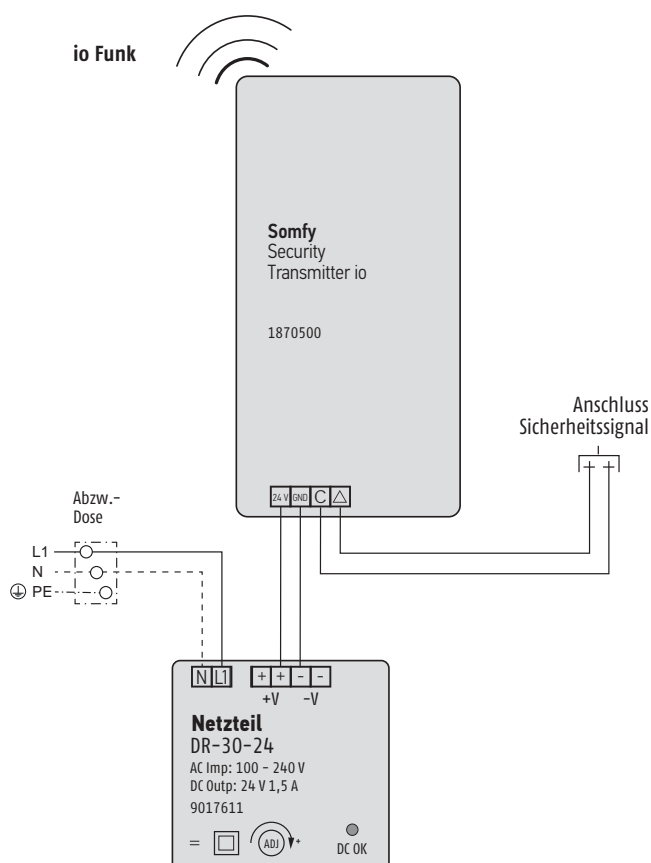 io Funk
Somfy
Security
Transmitter io
1870500
Anschluss
Sicherheitssignal
24 V GND C △
Abzw.-
Dose
L1
N
PE
N L1 + + - -
+V -V
Netzteil
DR-30-24
AC Imp: 100 - 240 V
DC Outp: 24 V 1,5 A
9017611
= ADJ +
DC OK